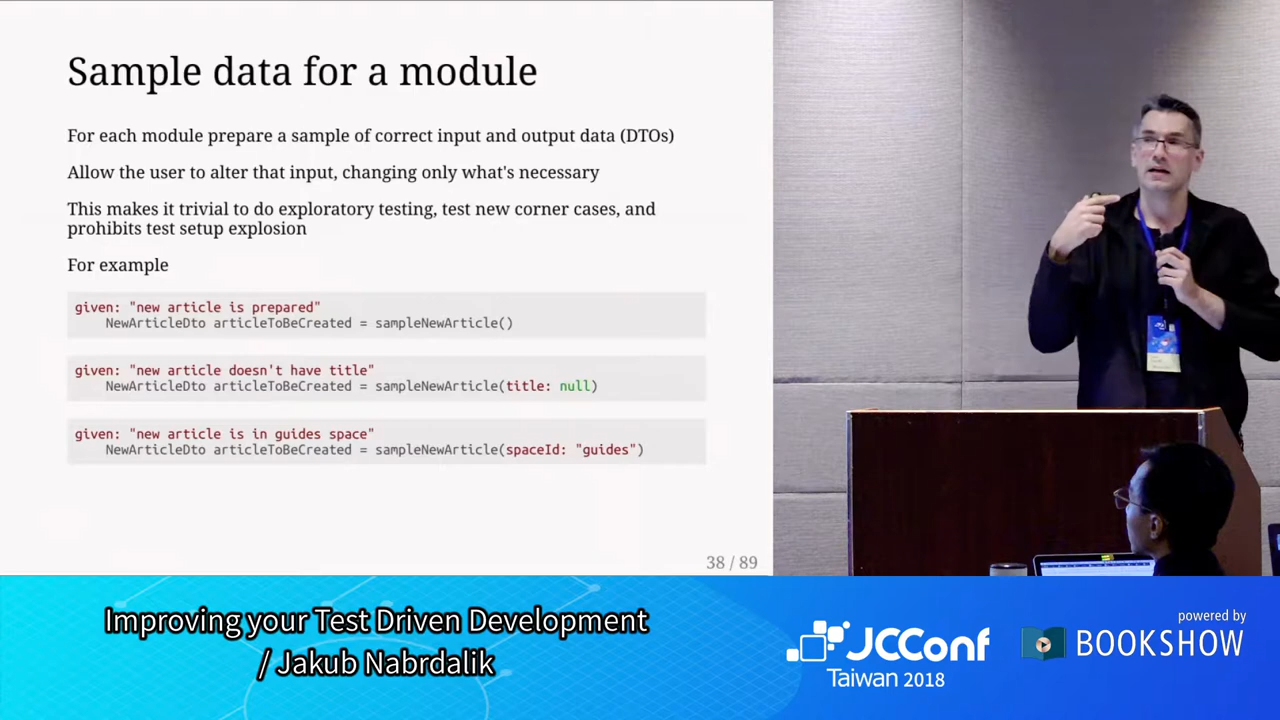 Sample data for a module
For each module prepare a sample of correct input and output data (DTOs)
Allow the user to alter that input, changing only what's necessary
This makes it trivial to do exploratory testing, test new corner cases, and
prohibits test setup explosion
For example
given: "new article is prepared"
NewArticleDto articleToBeCreated = sampleNewArticle()
given: "new article doesn't have title"
NewArticleDto articleToBeCreated = sampleNewArticle(title: null)
given: "new article is in guides space"
NewArticleDto articleToBeCreated = sampleNewArticle(spaceId: "guides")
38 / 89
Improving your Test Driven Development
/ Jakub Nabrdalik
JCConf
Taiwan 2018
powered by
BOOKSHOW